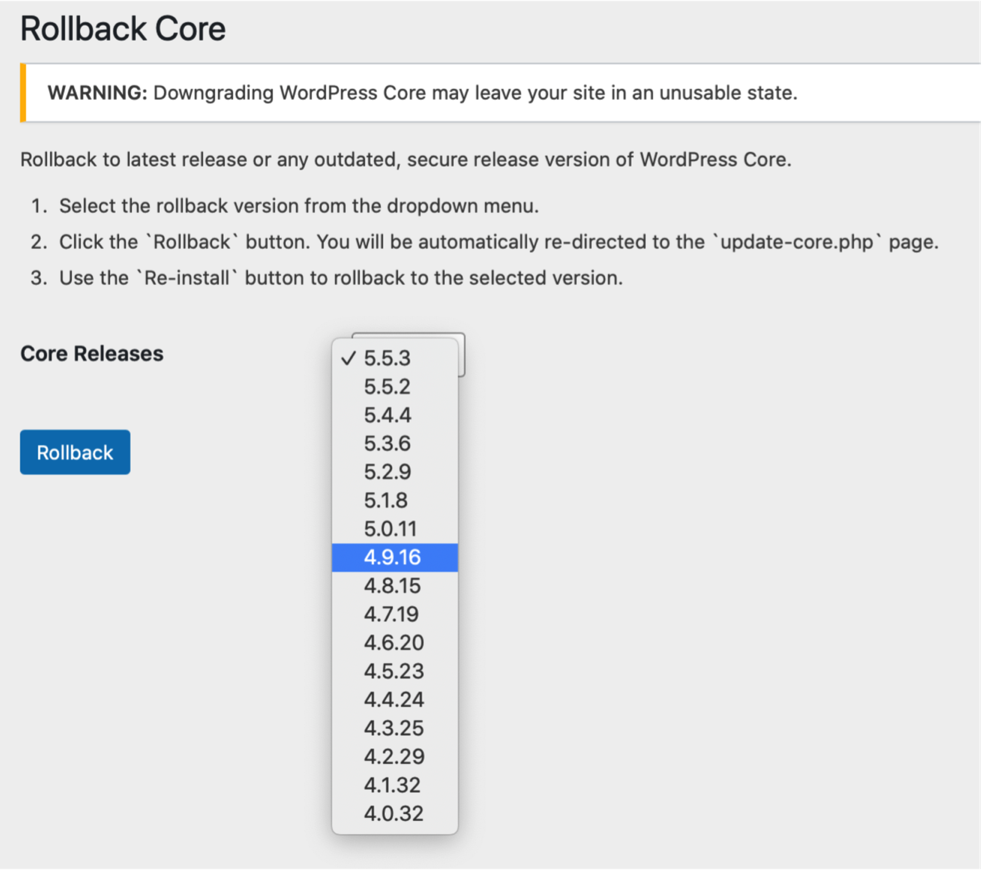 Rollback Core
WARNING: Downgrading WordPress Core may leave your site in an unusable state.
Rollback to latest release or any outdated, secure release version of WordPress Core.
1. Select the rollback version from the dropdown menu.
2. Click the `Rollback` button. You will be automatically re-directed to the `update-core.php` page.
3. Use the `Re-install` button to rollback to the selected version.
Core Releases
✓ 5.5.3
5.5.2
5.4.4
5.3.6
5.2.9
5.1.8
5.0.11
4.9.16
4.8.15
4.7.19
4.6.20
4.5.23
4.4.24
4.3.25
4.2.29
4.1.32
4.0.32
Rollback